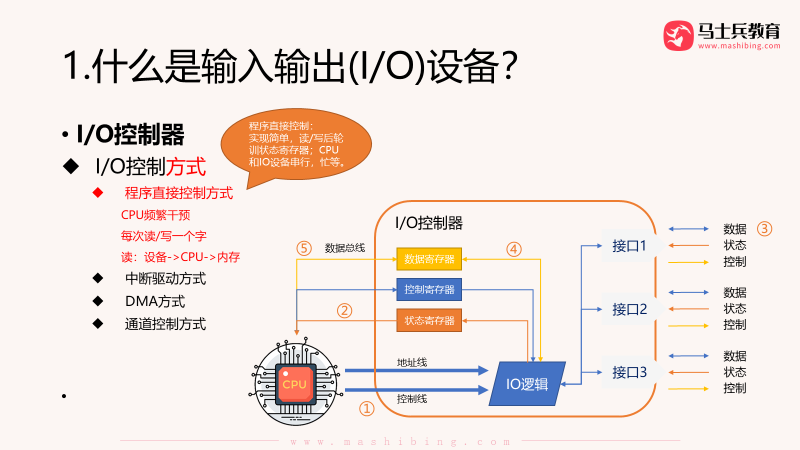 马士兵教育
www.mashibing.com
1.什么是输入输出(I/O)设备？
• I/O控制器
◆ I/O控制方式
◆ 程序直接控制方式
CPU频繁干预
每次读/写一个字
读：设备->CPU->内存
◆ 中断驱动方式
◆ DMA方式
◆ 通道控制方式
•
程序直接控制：
实现简单，读/写后轮
训状态寄存器；CPU
和IO设备串行，忙等。
I/O控制器
⑤ 数据总线
数据寄存器
④
控制寄存器
②
状态寄存器
CPU
地址线
控制线
①
IO逻辑
接口1
接口2
接口3
数据 ③
状态
控制
数据
状态
控制
数据
状态
控制
www.mashibing.com